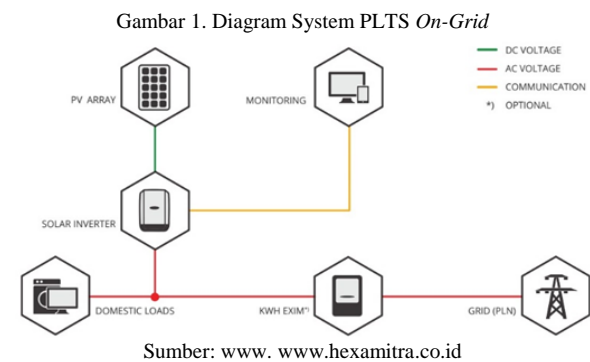 Gambar 1. Diagram System PLTS On-Grid
DC VOLTAGE
AC VOLTAGE
COMMUNICATION
*) OPTIONAL
PV ARRAY
MONITORING
SOLAR INVERTER
DOMESTIC LOADS
KWH EXIM*)
GRID (PLN)
Sumber: www. www.hexamitra.co.id